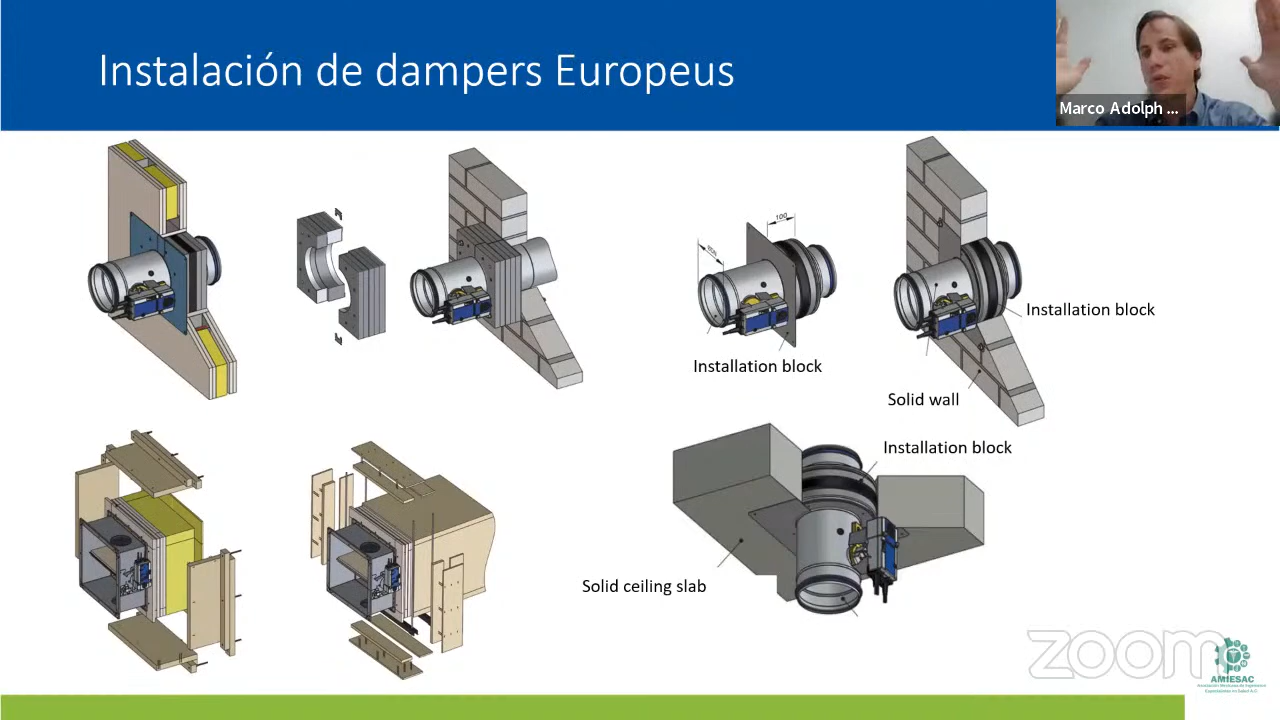 Instalación de dampers Europeus
Marco Adolph ...
100
Installation block
Installation block
Solid wall
Installation block
Solid ceiling slab
zoom
AMIESAC